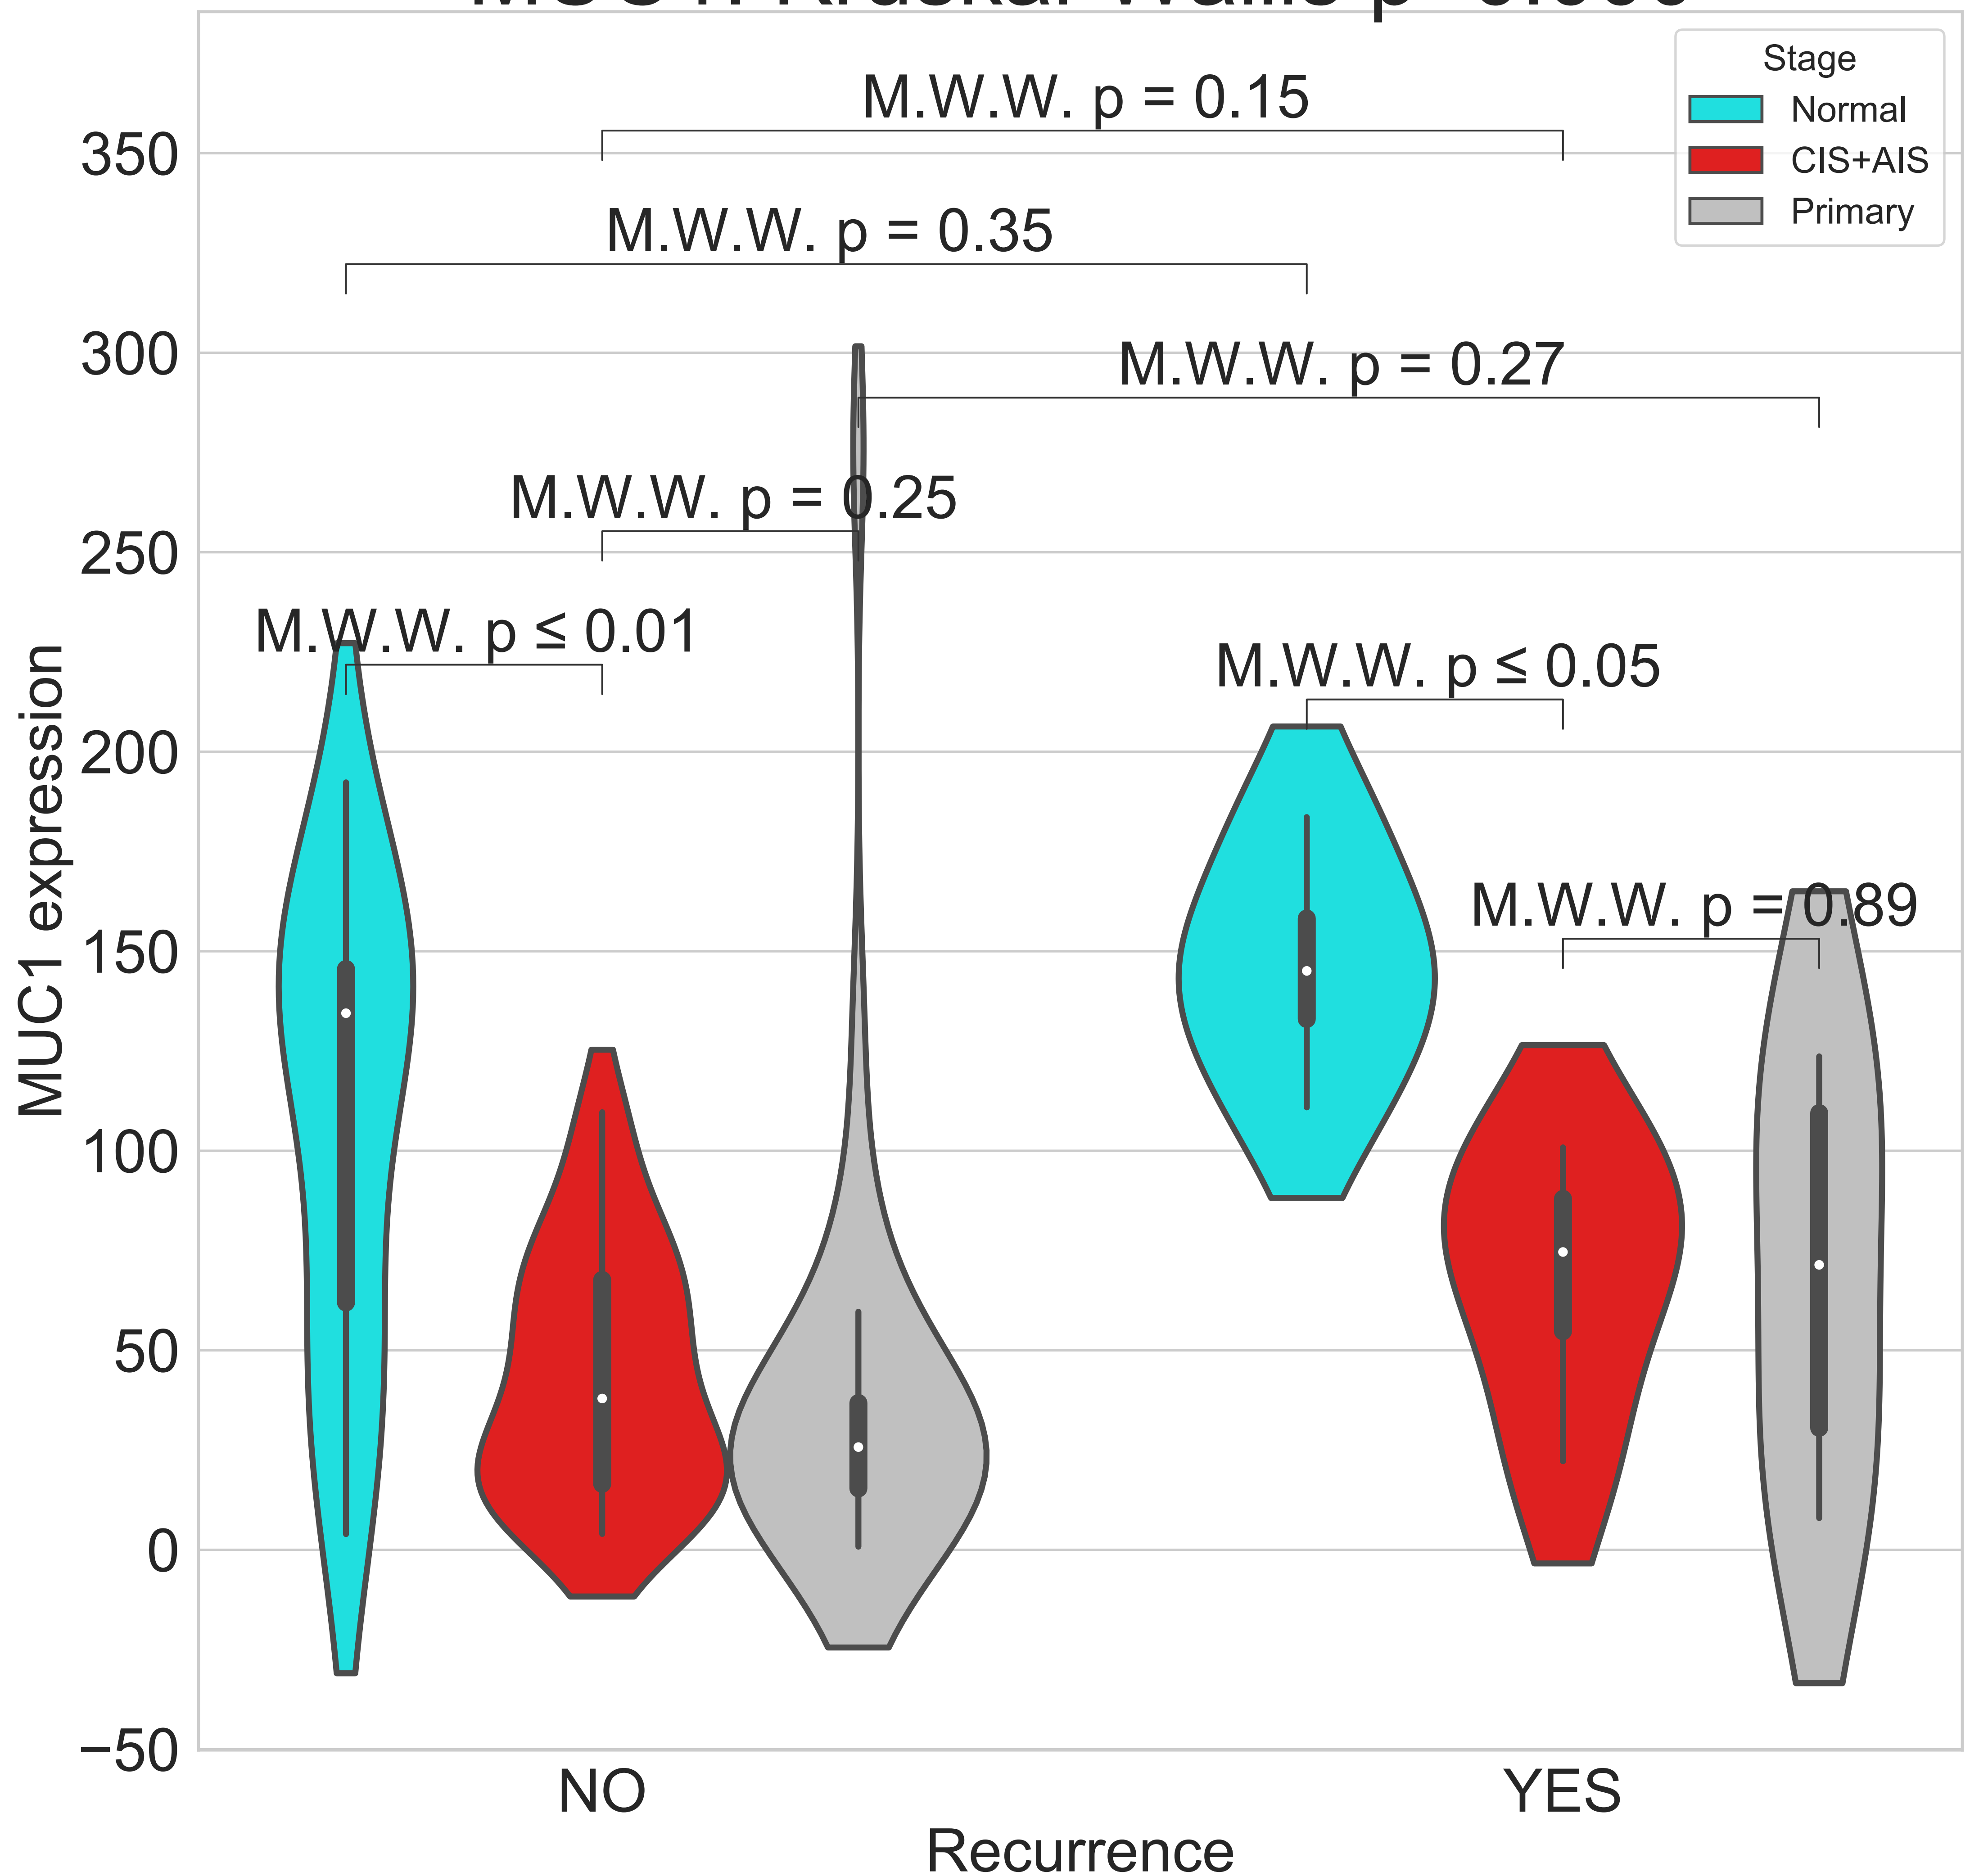 Stage
Normal
CIS+AIS
Primary
M.W.W. p = 0.15
M.W.W. p = 0.35
M.W.W. p = 0.27
M.W.W. p = 0.25
M.W.W. p ≤ 0.01
M.W.W. p ≤ 0.05
M.W.W. p = 0.89
MUC1 expression
350
300
250
200
150
100
50
0
−50
NO
YES
Recurrence